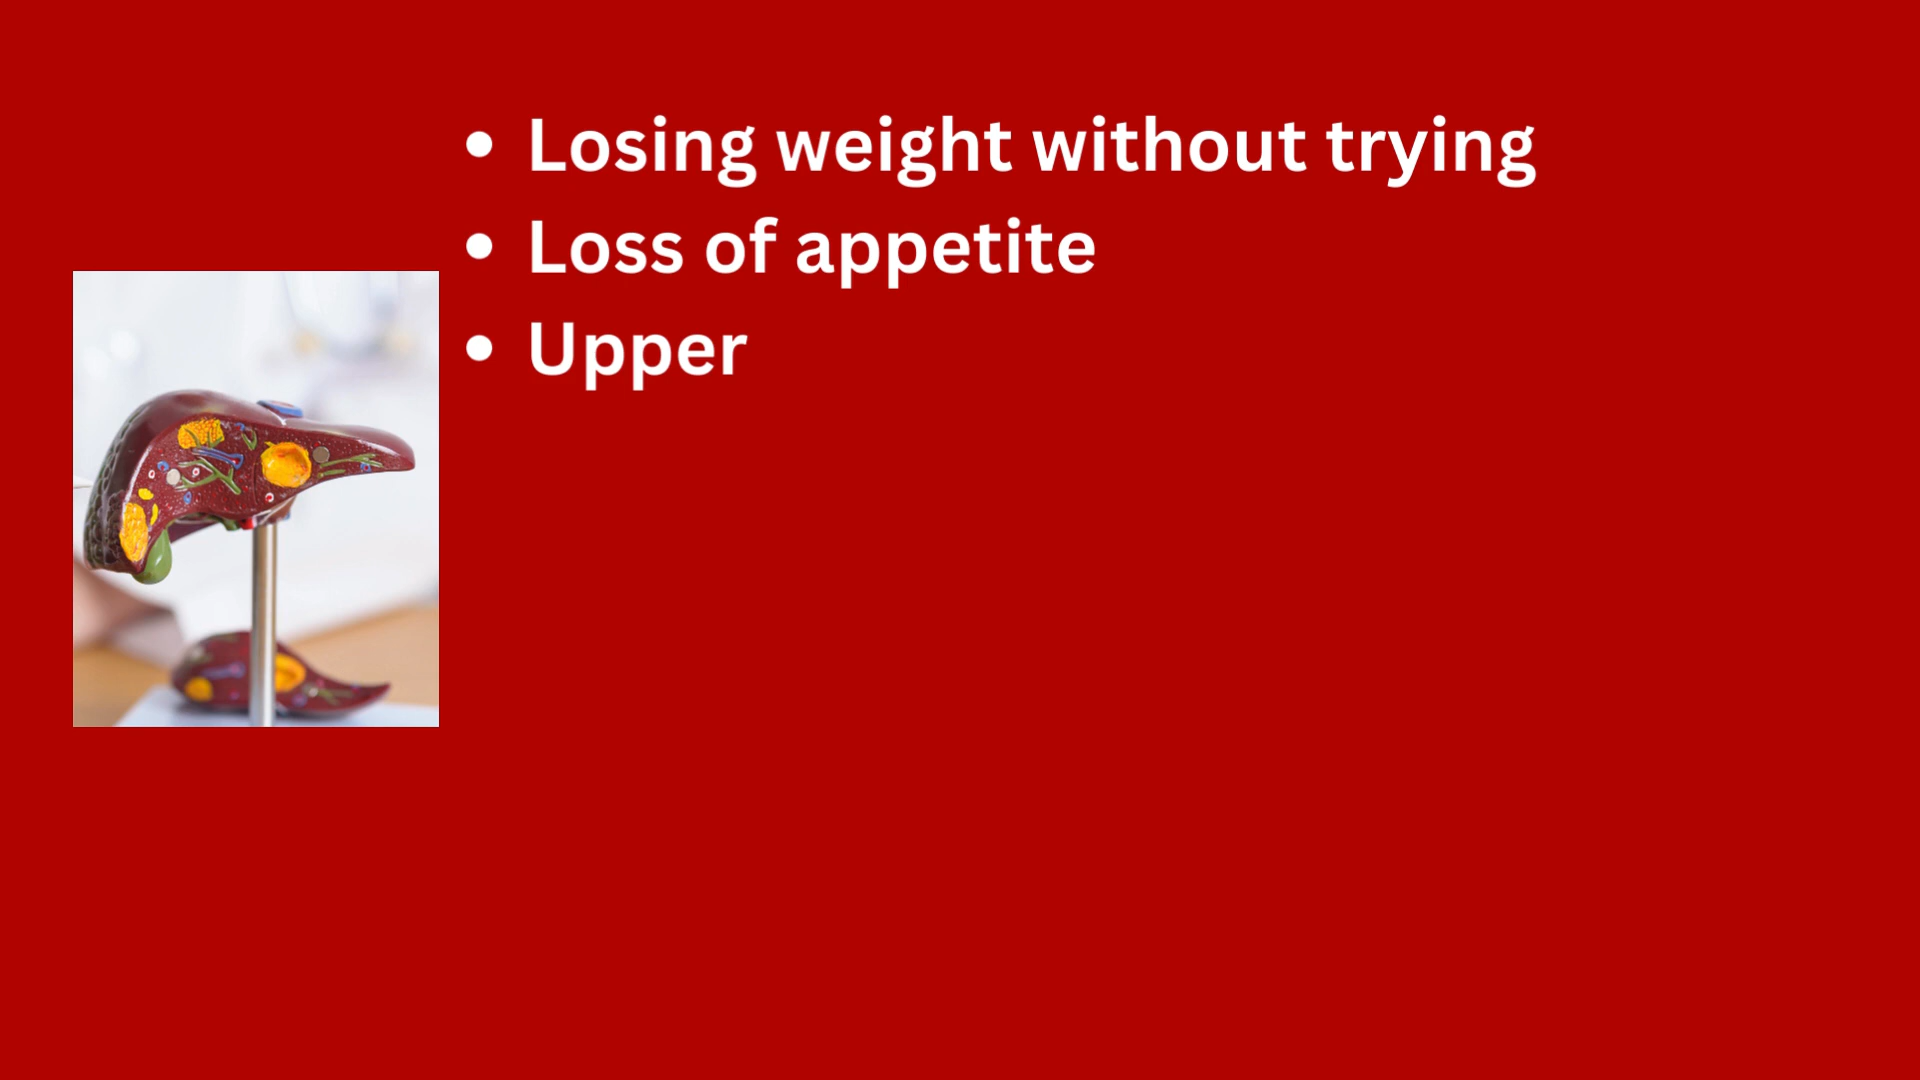 • Losing weight without trying
• Loss of appetite
• Upper